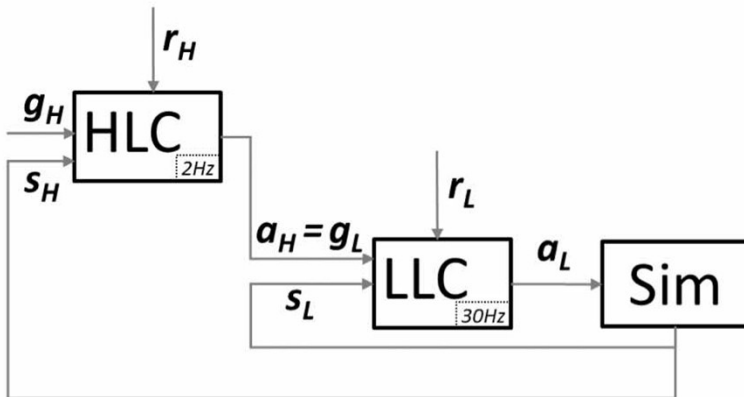 r_H
g_H
HLC
2Hz
s_H
r_L
a_H = g_L
LLC
30Hz
a_L
Sim
s_L